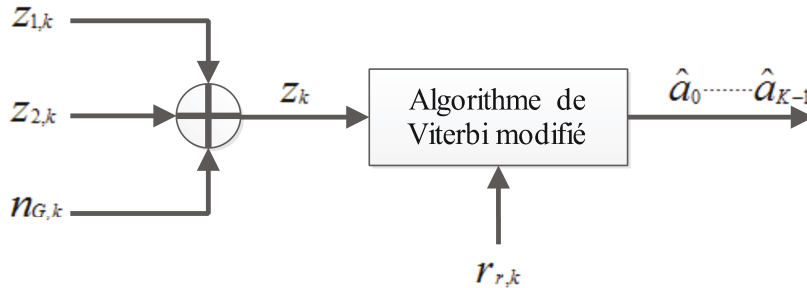 z1,k
z2,k
nG,k
zk
Algorithme de
Viterbi modifié
â0........âK-1
rr,k